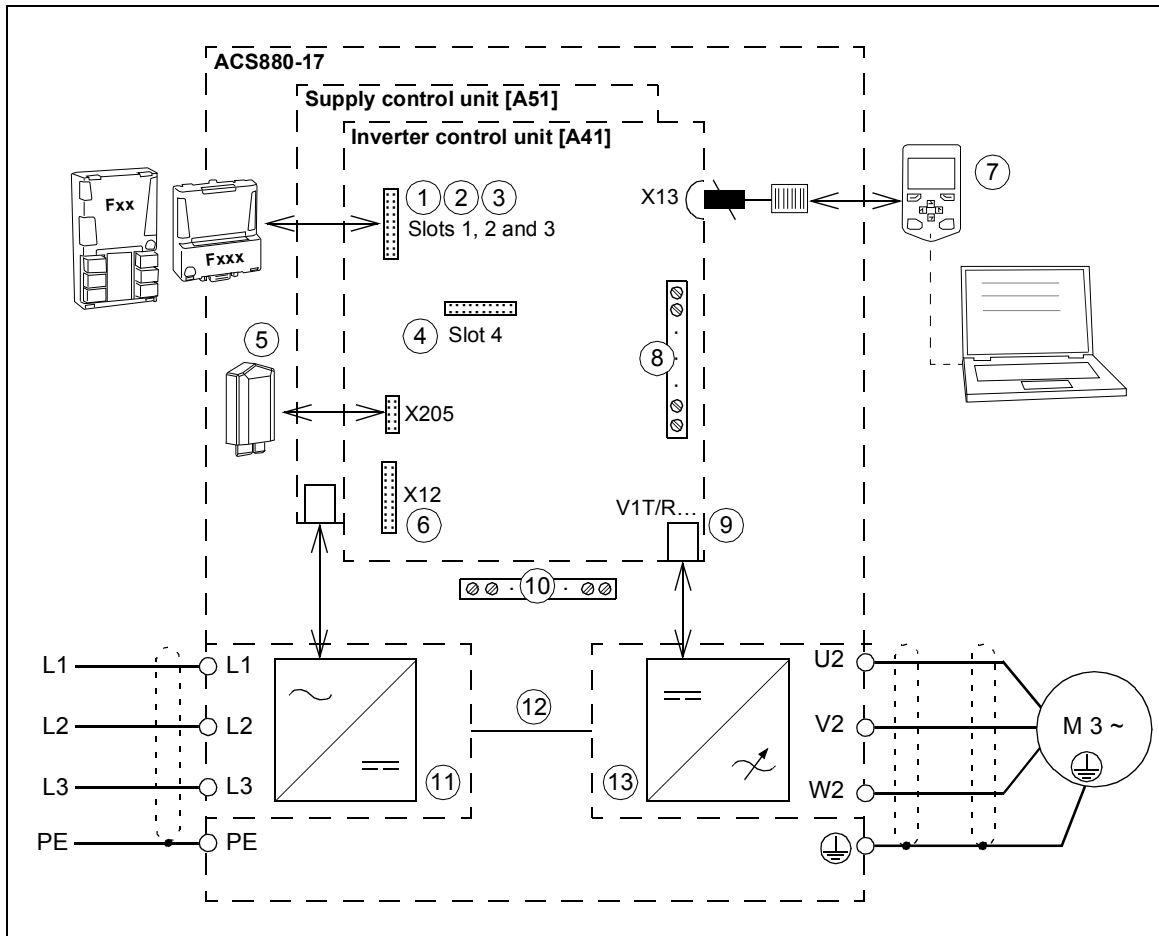 ACS880-17
Supply control unit [A51]
Inverter control unit [A41]
Fxx
Fxxx
1 2 3
Slots 1, 2 and 3
X13
7
4 Slot 4
5
8
X205
X12
6
V1T/R...
9
10
L1 L1
L2 L2
L3 L3
PE PE
11
12
13
U2
V2
W2
M 3 ~